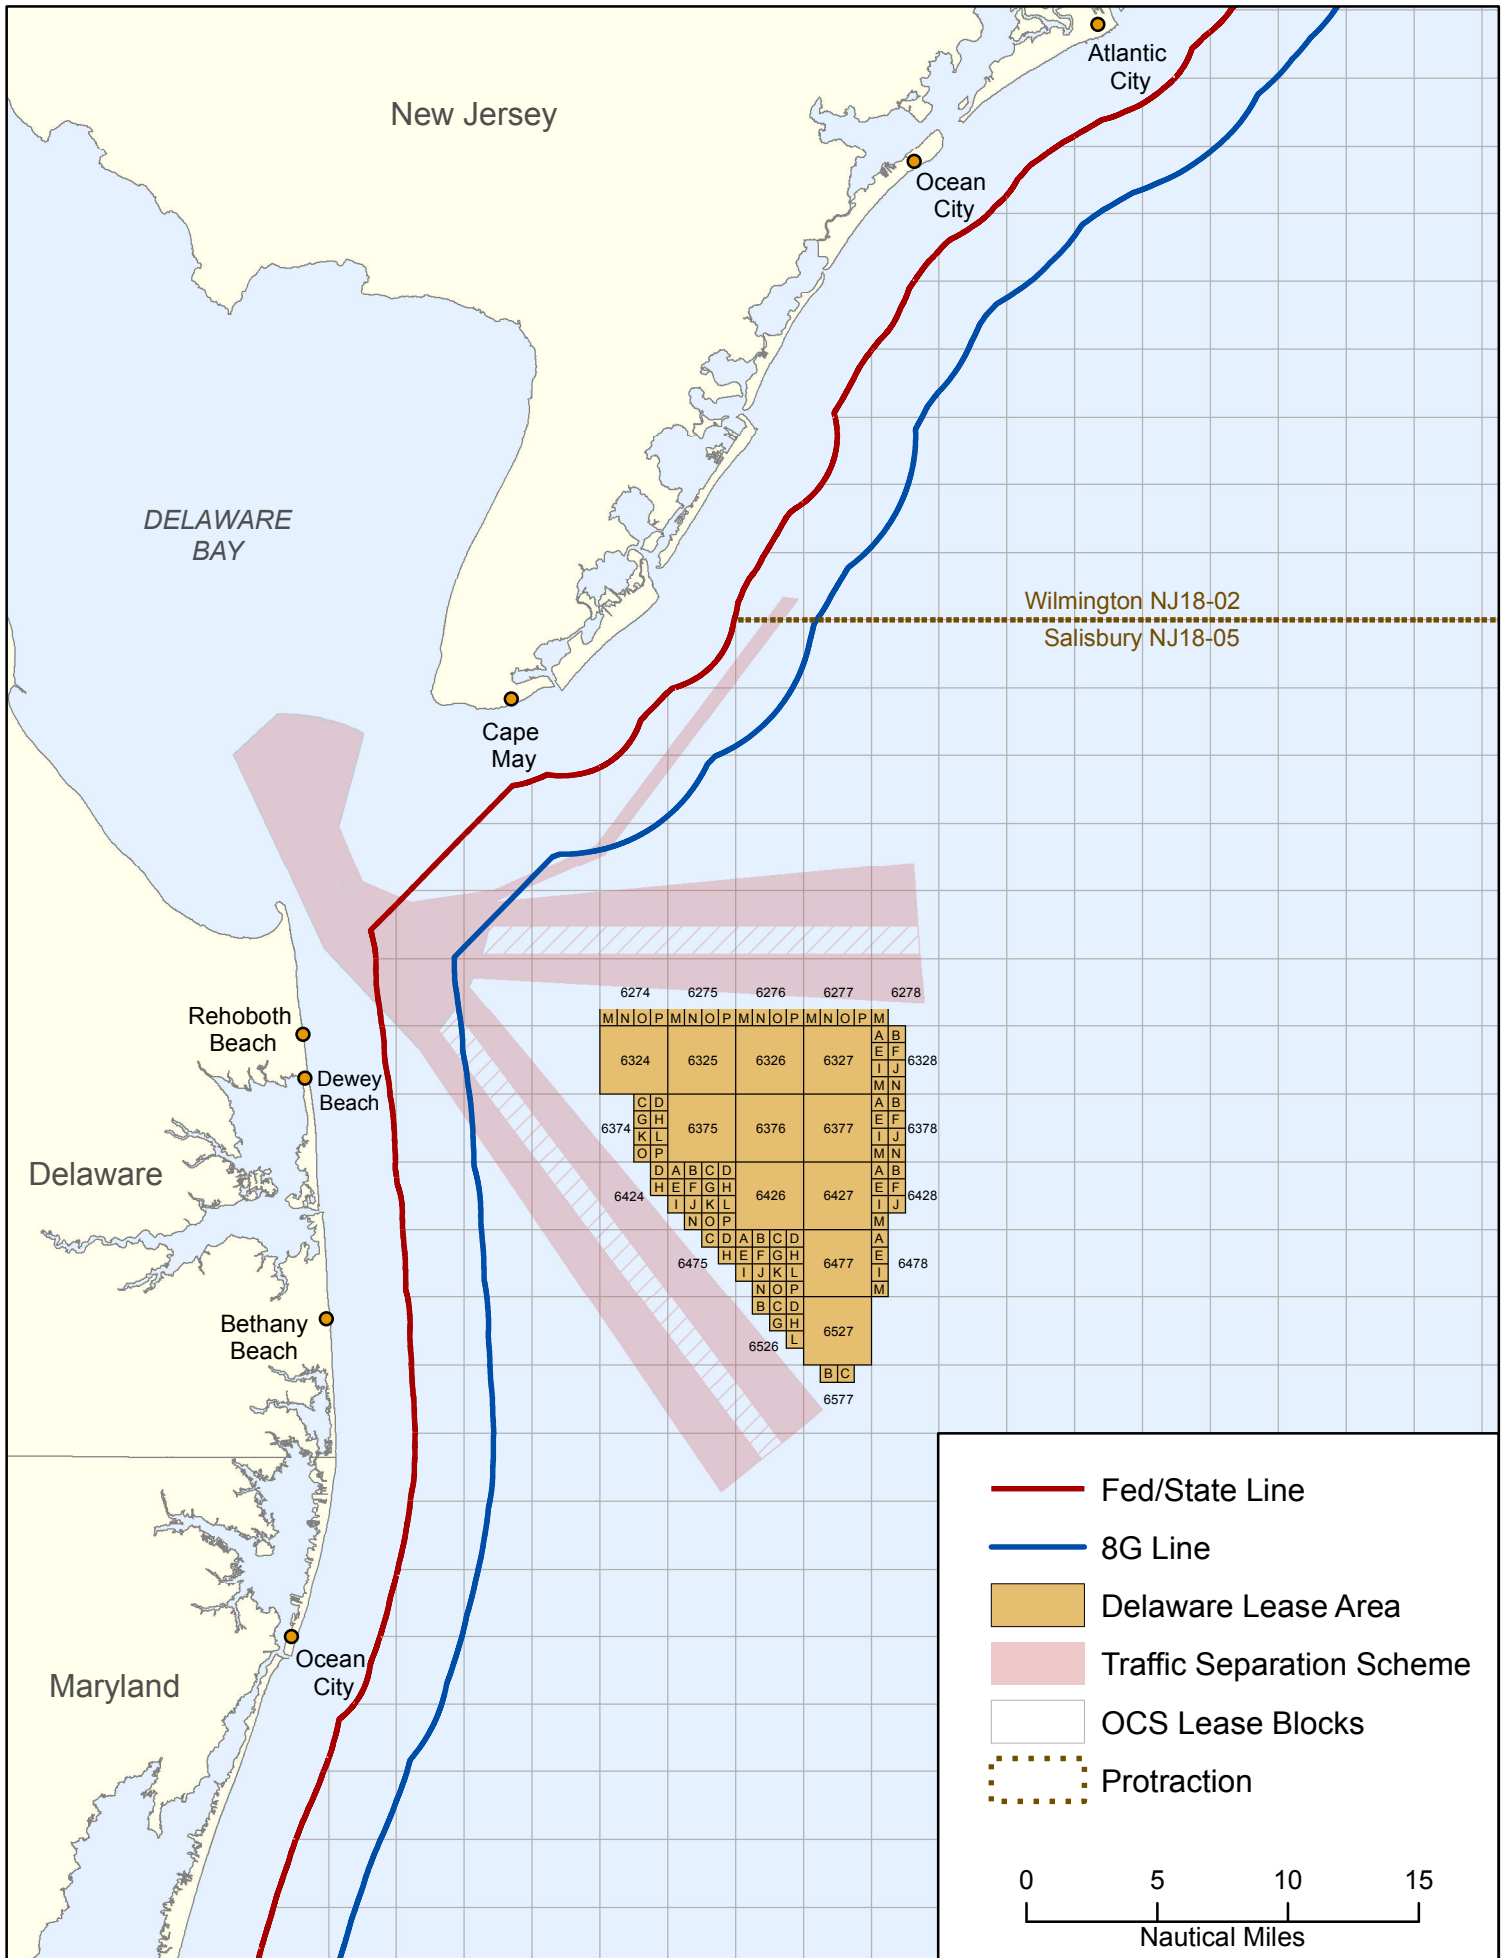 Atlantic
City
New Jersey
Ocean
City
DELAWARE
BAY
Wilmington NJ18-02
Salisbury NJ18-05
Cape
May
Rehoboth
Beach
Dewey
Beach
Delaware
Bethany
Beach
Ocean
City
Maryland
6274 6275 6276 6277 6278
M N O P M N O P M N O P M N O P M
A B
E F
6324 6325 6326 6327 6328
I J
M N
C D A B
G H E F
6374 6375 6376 6377 6378
K L I J
O P M N
D A B C D A B
H E F G H E F
6424 6426 6427 6428
I J K L I J
N O P M
C D A B C D A
H E F G H E
6475 6477 6478
I J K L I
N O P M
B C D
G H
6527
L
6526
B C
6577
Fed/State Line
8G Line
Delaware Lease Area
Traffic Separation Scheme
OCS Lease Blocks
Protraction
0 5 10 15
Nautical Miles